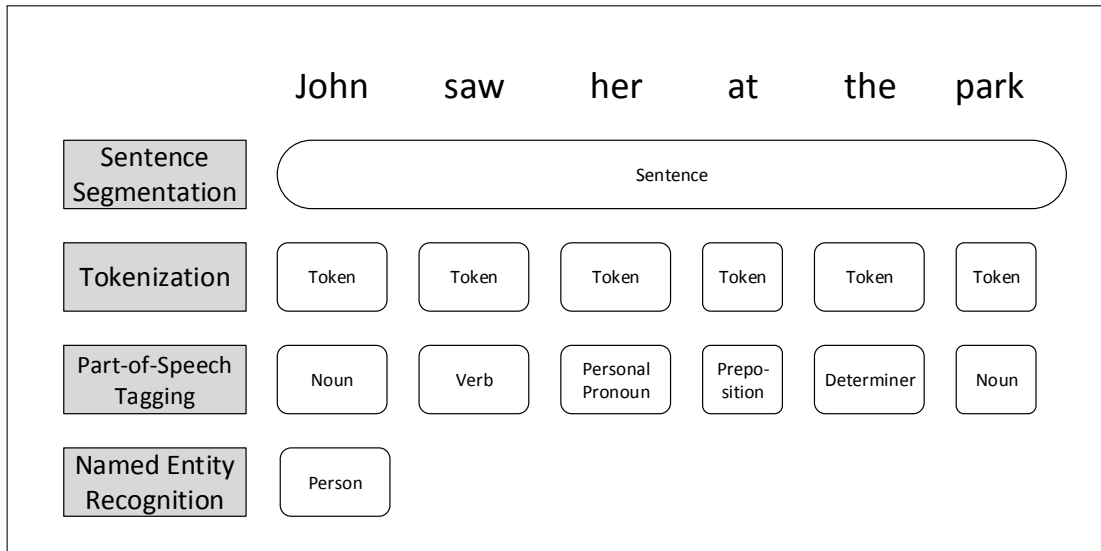 John saw her at the park
Sentence
Segmentation
Sentence
Tokenization
Token Token Token Token Token Token
Part-of-Speech
Tagging
Noun Verb Personal
Pronoun Prepo-
sition Determiner Noun
Named Entity
Recognition
Person